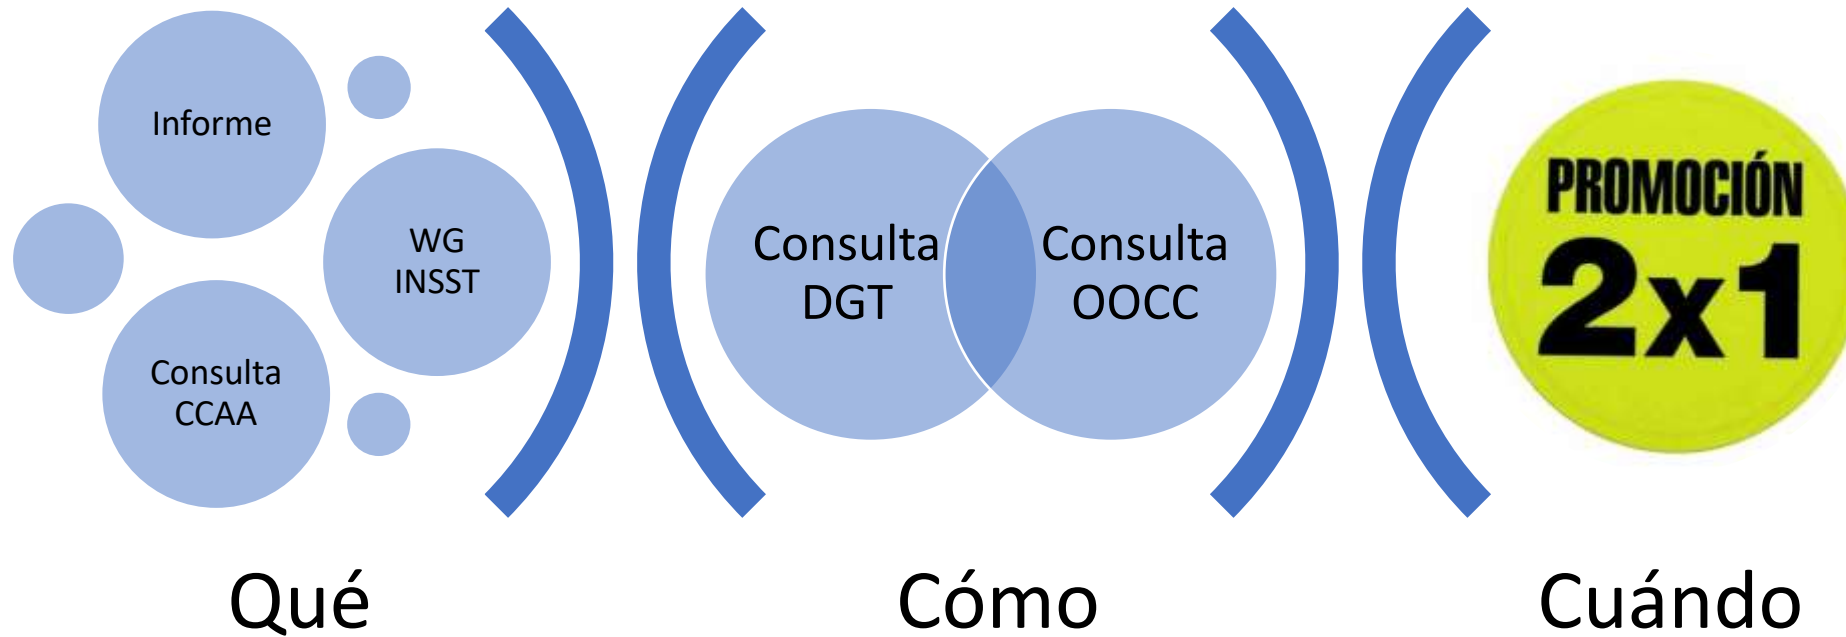 Informe
WG
INSST
Consulta
CCAA
Qué
Consulta
DGT
Consulta
OOCC
Cómo
PROMOCIÓN
2x1
Cuándo